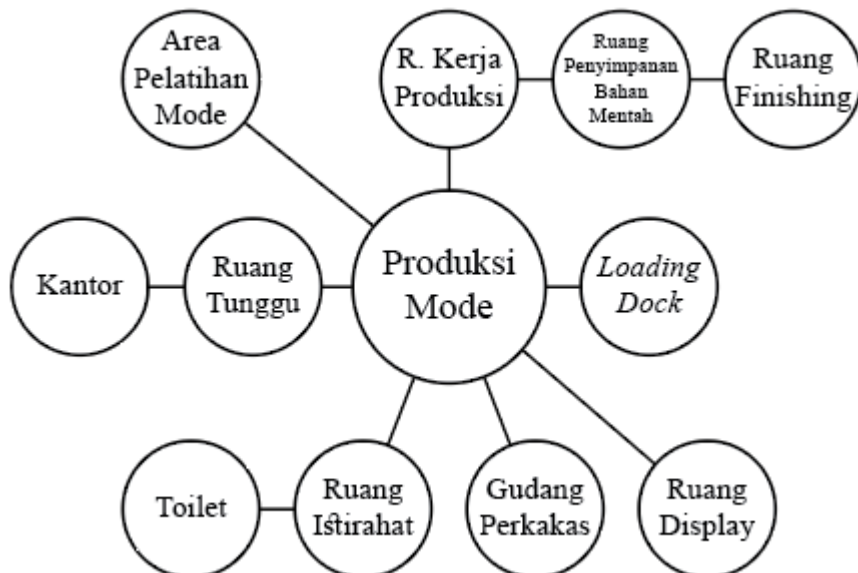 Area
Pelatihan
Mode
R. Kerja
Produksi
Ruang
Penyimpanan
Bahan
Mentah
Ruang
Finishing
Kantor
Ruang
Tunggu
Produksi
Mode
Loading
Dock
Toilet
Ruang
Istirahat
Gudang
Perkakas
Ruang
Display